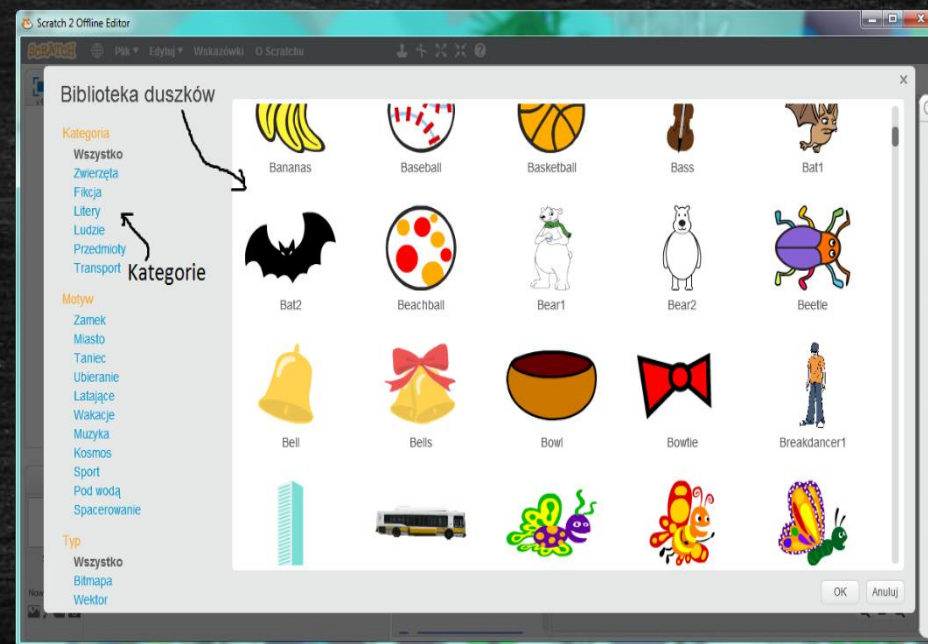 Scratch 2 Offline Editor
SCRATCH Plik Edytuj Wskazówki O Scratchu
Biblioteka duszków
x
Kategoria
Wszystko
Zwierzęta
Fikcja
Litery
Ludzie
Przedmioty
Transport
Kategorie
Motyw
Zamek
Miasto
Taniec
Ubieranie
Latające
Wakacje
Muzyka
Kosmos
Sport
Pod wodą
Spacerowanie
Typ
Wszystko
Bitmapa
Wektor
Bananas Baseball Basketball Bass Bat1
Bat2 Beachball Bear1 Bear2 Beetle
Bell Bells Bowl Bowtie Breakdancer1
OK Anuluj